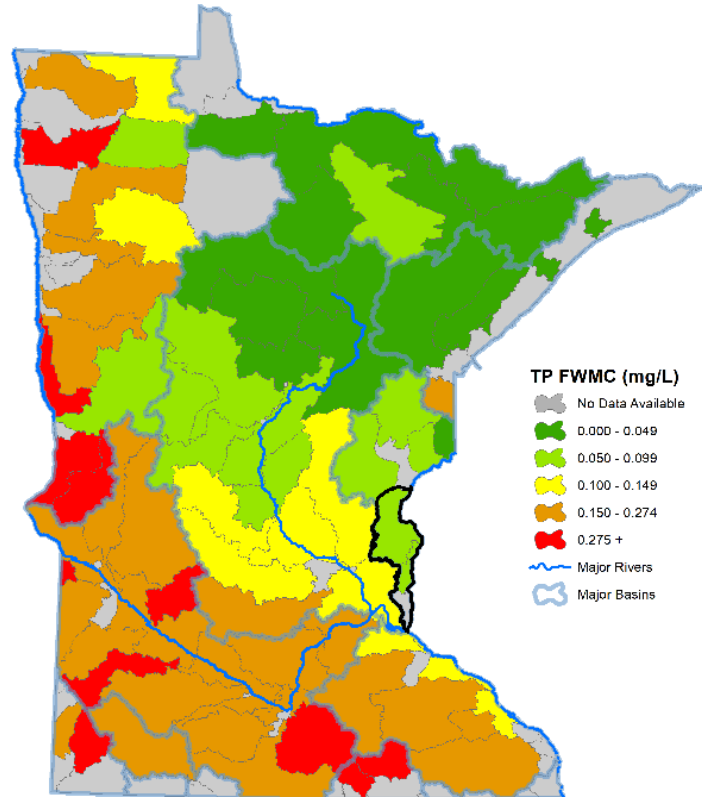 TP FWMC (mg/L)
No Data Available
0.000 - 0.049
0.050 - 0.099
0.100 - 0.149
0.150 - 0.274
0.275 +
Major Rivers
Major Basins